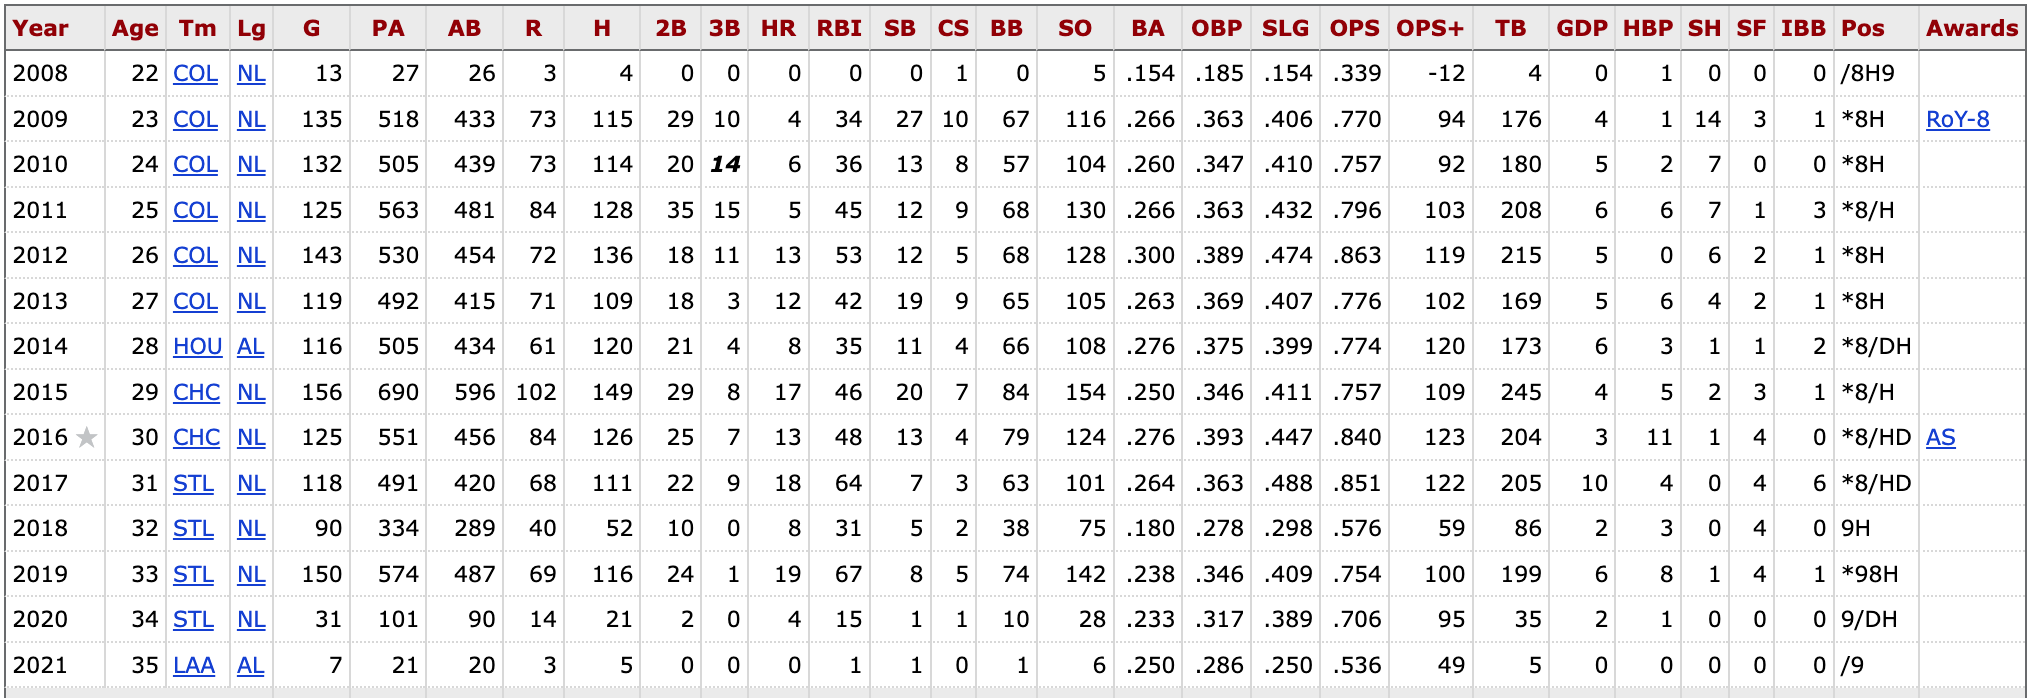 Year Age Tm Lg G PA AB R H 2B 3B HR RBI SB CS BB SO BA OBP SLG OPS OPS+ TB GDP HBP SH SF IBB Pos Awards
2008 22 COL NL 13 27 26 3 4 0 0 0 0 0 1 0 5 .154 .185 .154 .339 -12 4 0 1 0 0 0 /8H9
2009 23 COL NL 135 518 433 73 115 29 10 4 34 27 10 67 116 .266 .363 .406 .770 94 176 4 1 14 3 1 *8H RoY-8
2010 24 COL NL 132 505 439 73 114 20 14 6 36 13 8 57 104 .260 .347 .410 .757 92 180 5 2 7 0 0 *8H
2011 25 COL NL 125 563 481 84 128 35 15 5 45 12 9 68 130 .266 .363 .432 .796 103 208 6 6 7 1 3 *8/H
2012 26 COL NL 143 530 454 72 136 18 11 13 53 12 5 68 128 .300 .389 .474 .863 119 215 5 0 6 2 1 *8H
2013 27 COL NL 119 492 415 71 109 18 3 12 42 19 9 65 105 .263 .369 .407 .776 102 169 5 6 4 2 1 *8H
2014 28 HOU AL 116 505 434 61 120 21 4 8 35 11 4 66 108 .276 .375 .399 .774 120 173 6 3 1 1 2 *8/DH
2015 29 CHC NL 156 690 596 102 149 29 8 17 46 20 7 84 154 .250 .346 .411 .757 109 245 4 5 2 3 1 *8/H
2016 ★ 30 CHC NL 125 551 456 84 126 25 7 13 48 13 4 79 124 .276 .393 .447 .840 123 204 3 11 1 4 0 *8/HD AS
2017 31 STL NL 118 491 420 68 111 22 9 18 64 7 3 63 101 .264 .363 .488 .851 122 205 10 4 0 4 6 *8/HD
2018 32 STL NL 90 334 289 40 52 10 0 8 31 5 2 38 75 .180 .278 .298 .576 59 86 2 3 0 4 0 9H
2019 33 STL NL 150 574 487 69 116 24 1 19 67 8 5 74 142 .238 .346 .409 .754 100 199 6 8 1 4 1 *98H
2020 34 STL NL 31 101 90 14 21 2 0 4 15 1 1 10 28 .233 .317 .389 .706 95 35 2 1 0 0 0 9/DH
2021 35 LAA AL 7 21 20 3 5 0 0 0 1 1 0 1 6 .250 .286 .250 .536 49 5 0 0 0 0 0 /9